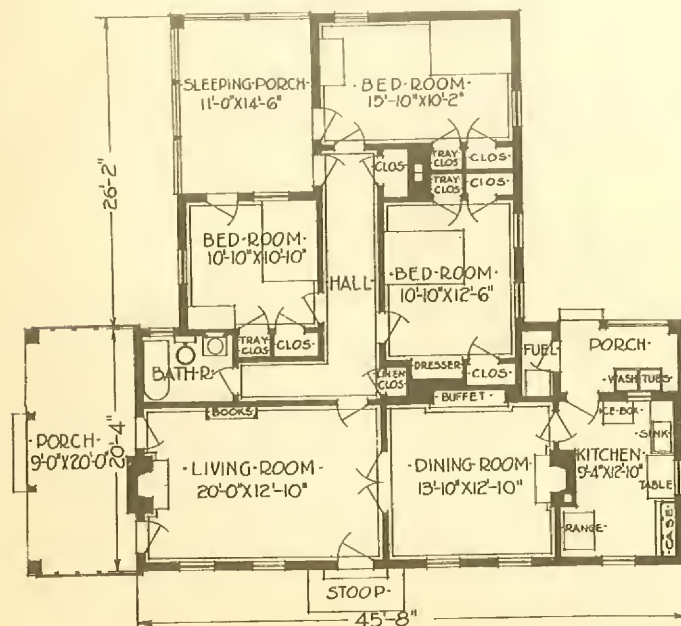 ·SLEEPING·PORCH·
11'-0"X14'-6"
BED-ROOM·
15'-10"X10'-2"
26'-2"
CLOS·
TRAY·
CLOS
·CLOS·
TRAY·
CLOS
·CLOS·
BED·ROOM·
10'-10"X10'-10"
·HALL·
·BED-ROOM·
10'-10"X12'-6"
TRAY·
CLOS
·CLOS·
BATH·R·
LINEN
CLOS·
DRESSER·
·CLOS·
FUEL·
PORCH·
·WASH·
TUBS·
BOOKS·
BUFFET·
ICE-BOX·
·SINK·
·PORCH·
9'-0"X20'-0"
20'-4"
·LIVING·ROOM·
20'-0"X12'-10"
·DINING·ROOM·
13'-10"X12'-10"
KITCHEN·
9'-4"X12'-10"
TABLE
RANGE·
CASE
STOOP·
45'-8"